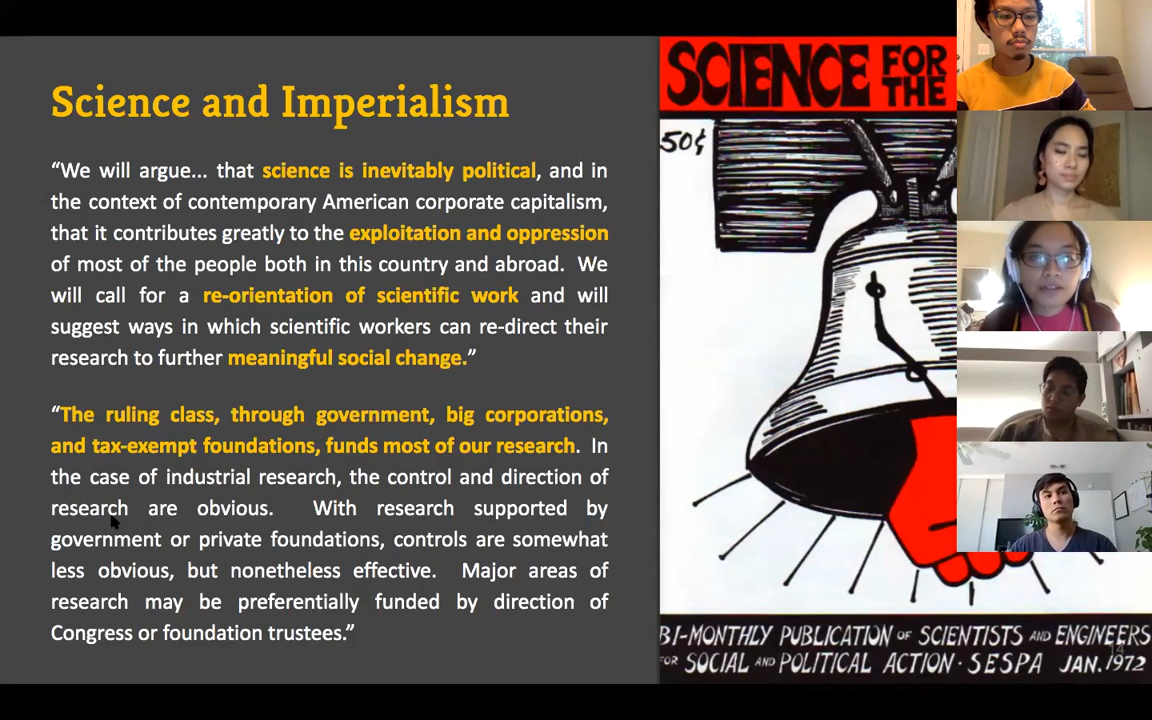 Science and Imperialism
“We will argue... that science is inevitably political, and in
the context of contemporary American corporate capitalism,
that it contributes greatly to the exploitation and oppression
of most of the people both in this country and abroad. We
will call for a re-orientation of scientific work and will
suggest ways in which scientific workers can re-direct their
research to further meaningful social change.”
“The ruling class, through government, big corporations,
and tax-exempt foundations, funds most of our research. In
the case of industrial research, the control and direction of
research are obvious. With research supported by
government or private foundations, controls are somewhat
less obvious, but nonetheless effective. Major areas of
research may be preferentially funded by direction of
Congress or foundation trustees.”
SCIENCE FOR THE
50¢
BI-MONTHLY PUBLICATION OF SCIENTISTS AND ENGINEERS
FOR SOCIAL AND POLITICAL ACTION · SESPA JAN. 1972
14